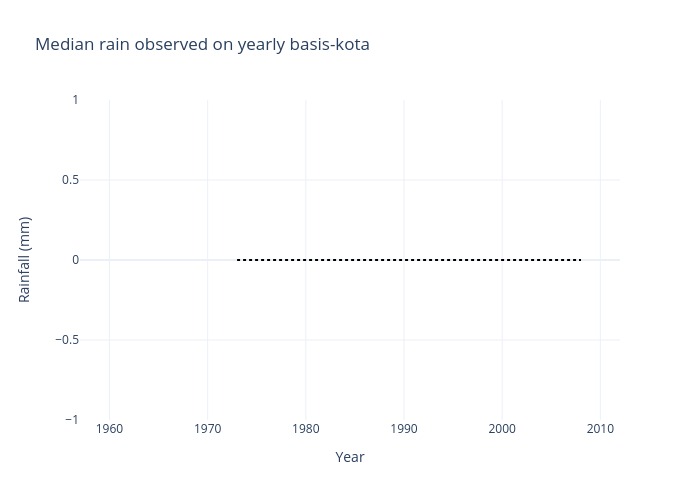 Median rain observed on yearly basis-kota
1
0.5
0
−0.5
−1
Rainfall (mm)
1960 1970 1980 1990 2000 2010
Year